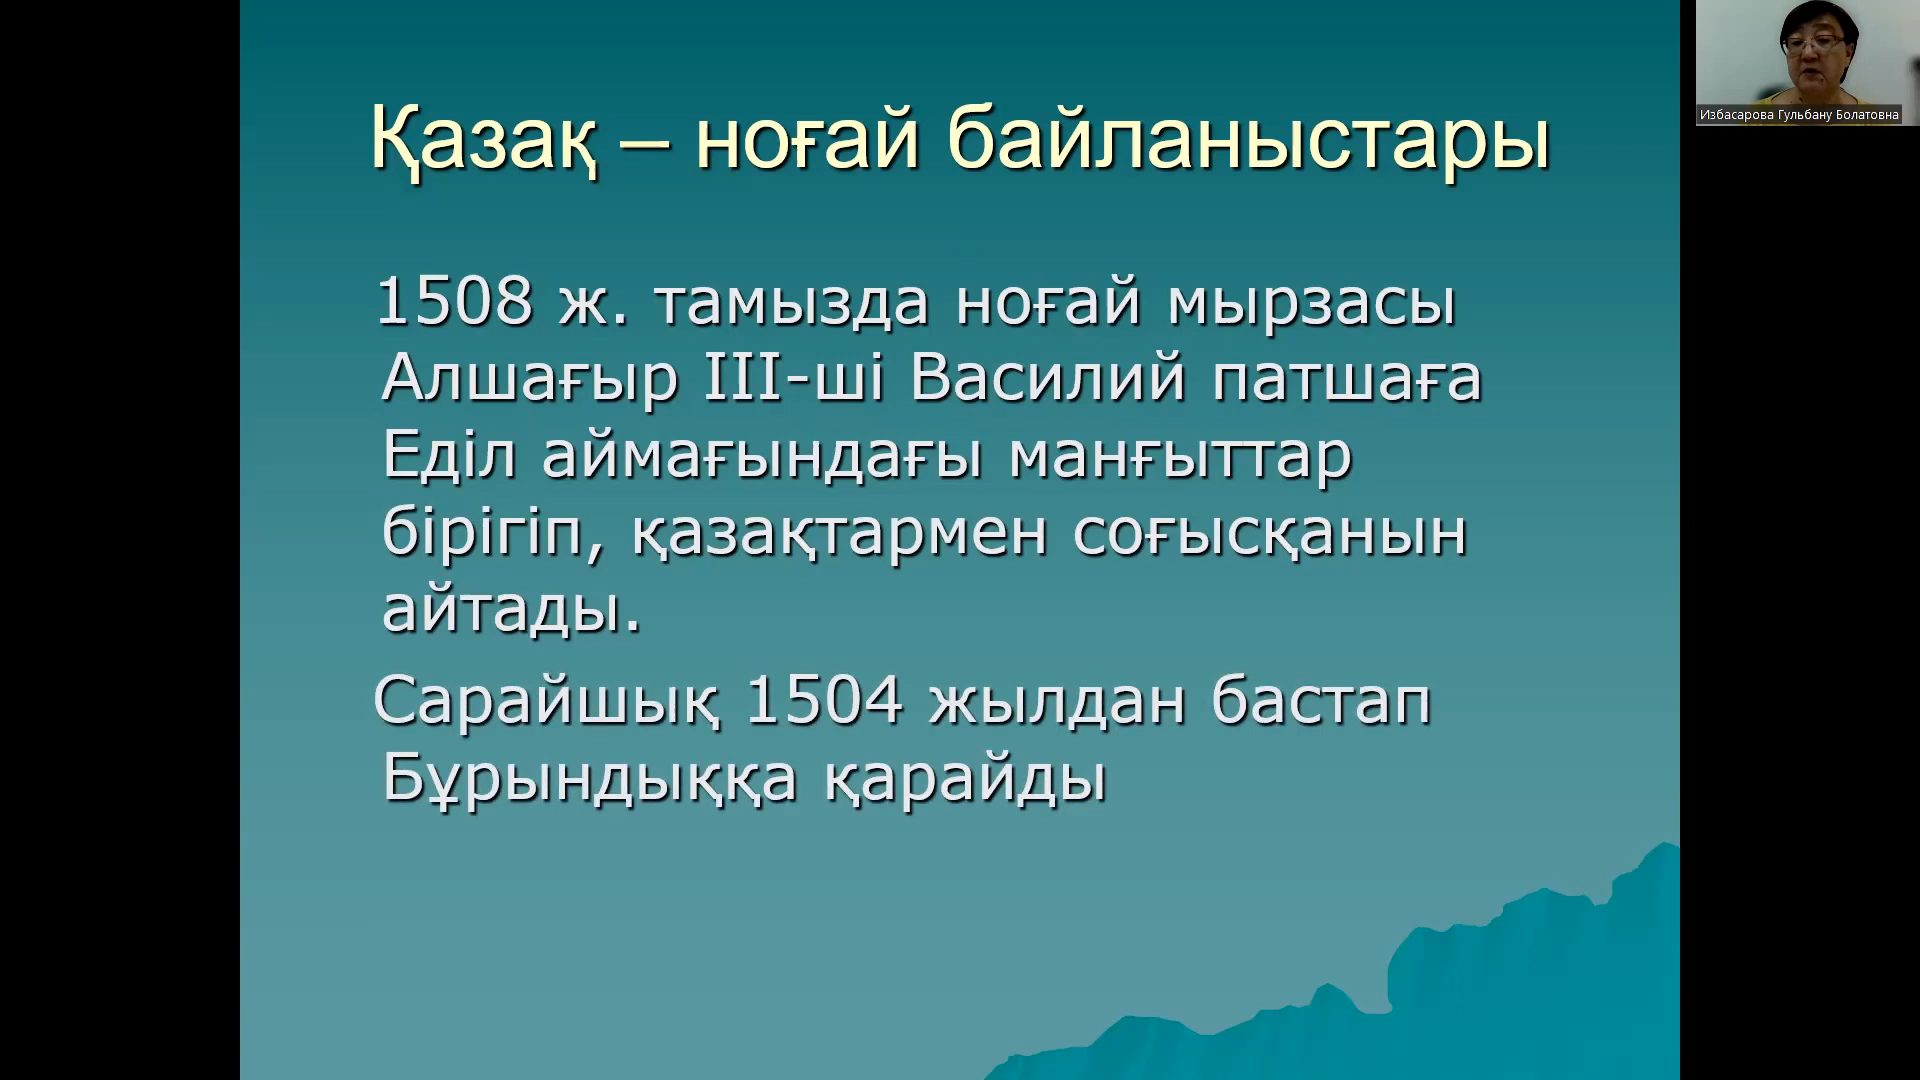 Қазақ – ноғай байланыстары
1508 ж. тамызда ноғай мырзасы
Алшағыр III-ші Василий патшаға
Еділ аймағындағы манғыттар
бірігіп, қазақтармен соғысқанын
айтады.
Сарайшық 1504 жылдан бастап
Бұрындыққа қарайды
Избасарова Гульбану Болатовна